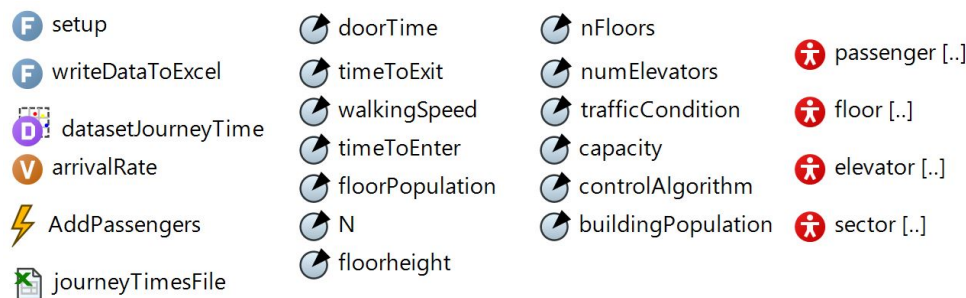 setup
writeDataToExcel
datasetJourneyTime
arrivalRate
AddPassengers
journeyTimesFile
doorTime
timeToExit
walkingSpeed
timeToEnter
floorPopulation
N
floorheight
nFloors
numElevators
trafficCondition
capacity
controlAlgorithm
buildingPopulation
passenger [..]
floor [..]
elevator [..]
sector [..]
F
F
D
V